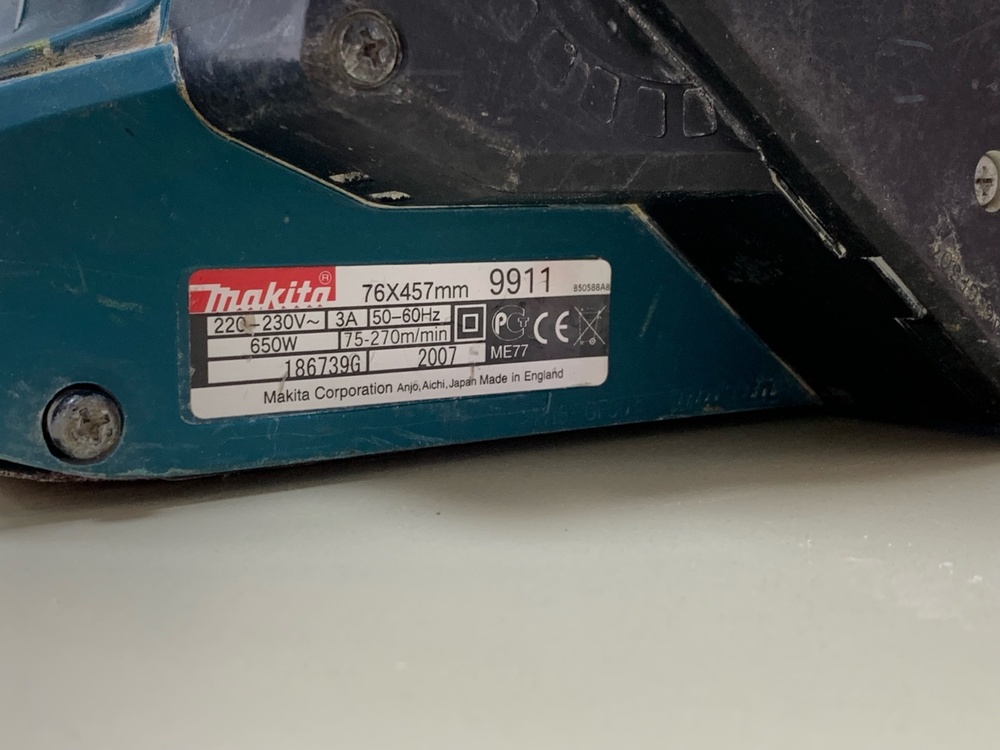 makita® 76X457mm 9911 850588A8
220-230V~ 3A 50-60Hz
650W 75-270m/min
186739G 2007 ME77
Makita Corporation Anjo, Aichi, Japan Made in England